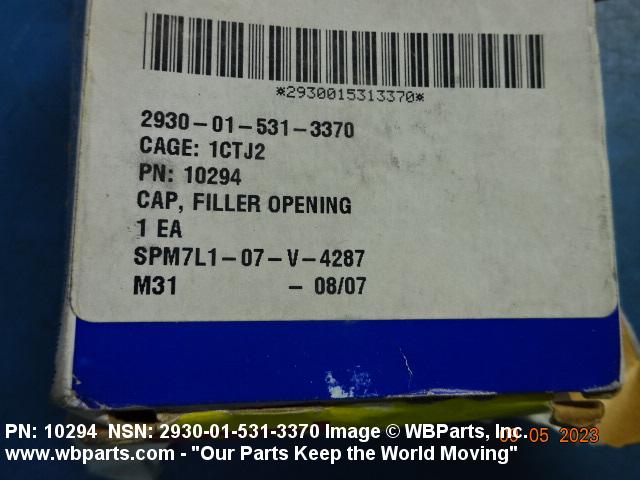 *2930015313370*
2930-01-531-3370
CAGE: 1CTJ2
PN: 10294
CAP, FILLER OPENING
1 EA
SPM7L1-07-V-4287
M31 - 08/07
PN: 10294 NSN: 2930-01-531-3370 Image © WBParts, Inc.
09 05 2023
www.wbparts.com - "Our Parts Keep the World Moving"